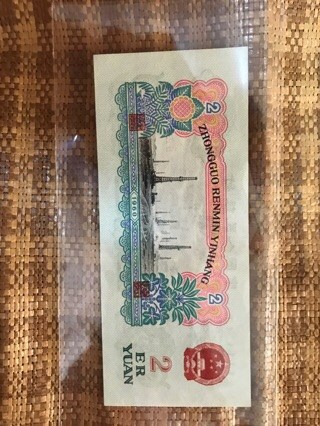 ZHONGGUO RENMIN YINHANG
2
2
1960
2
ER
YUAN